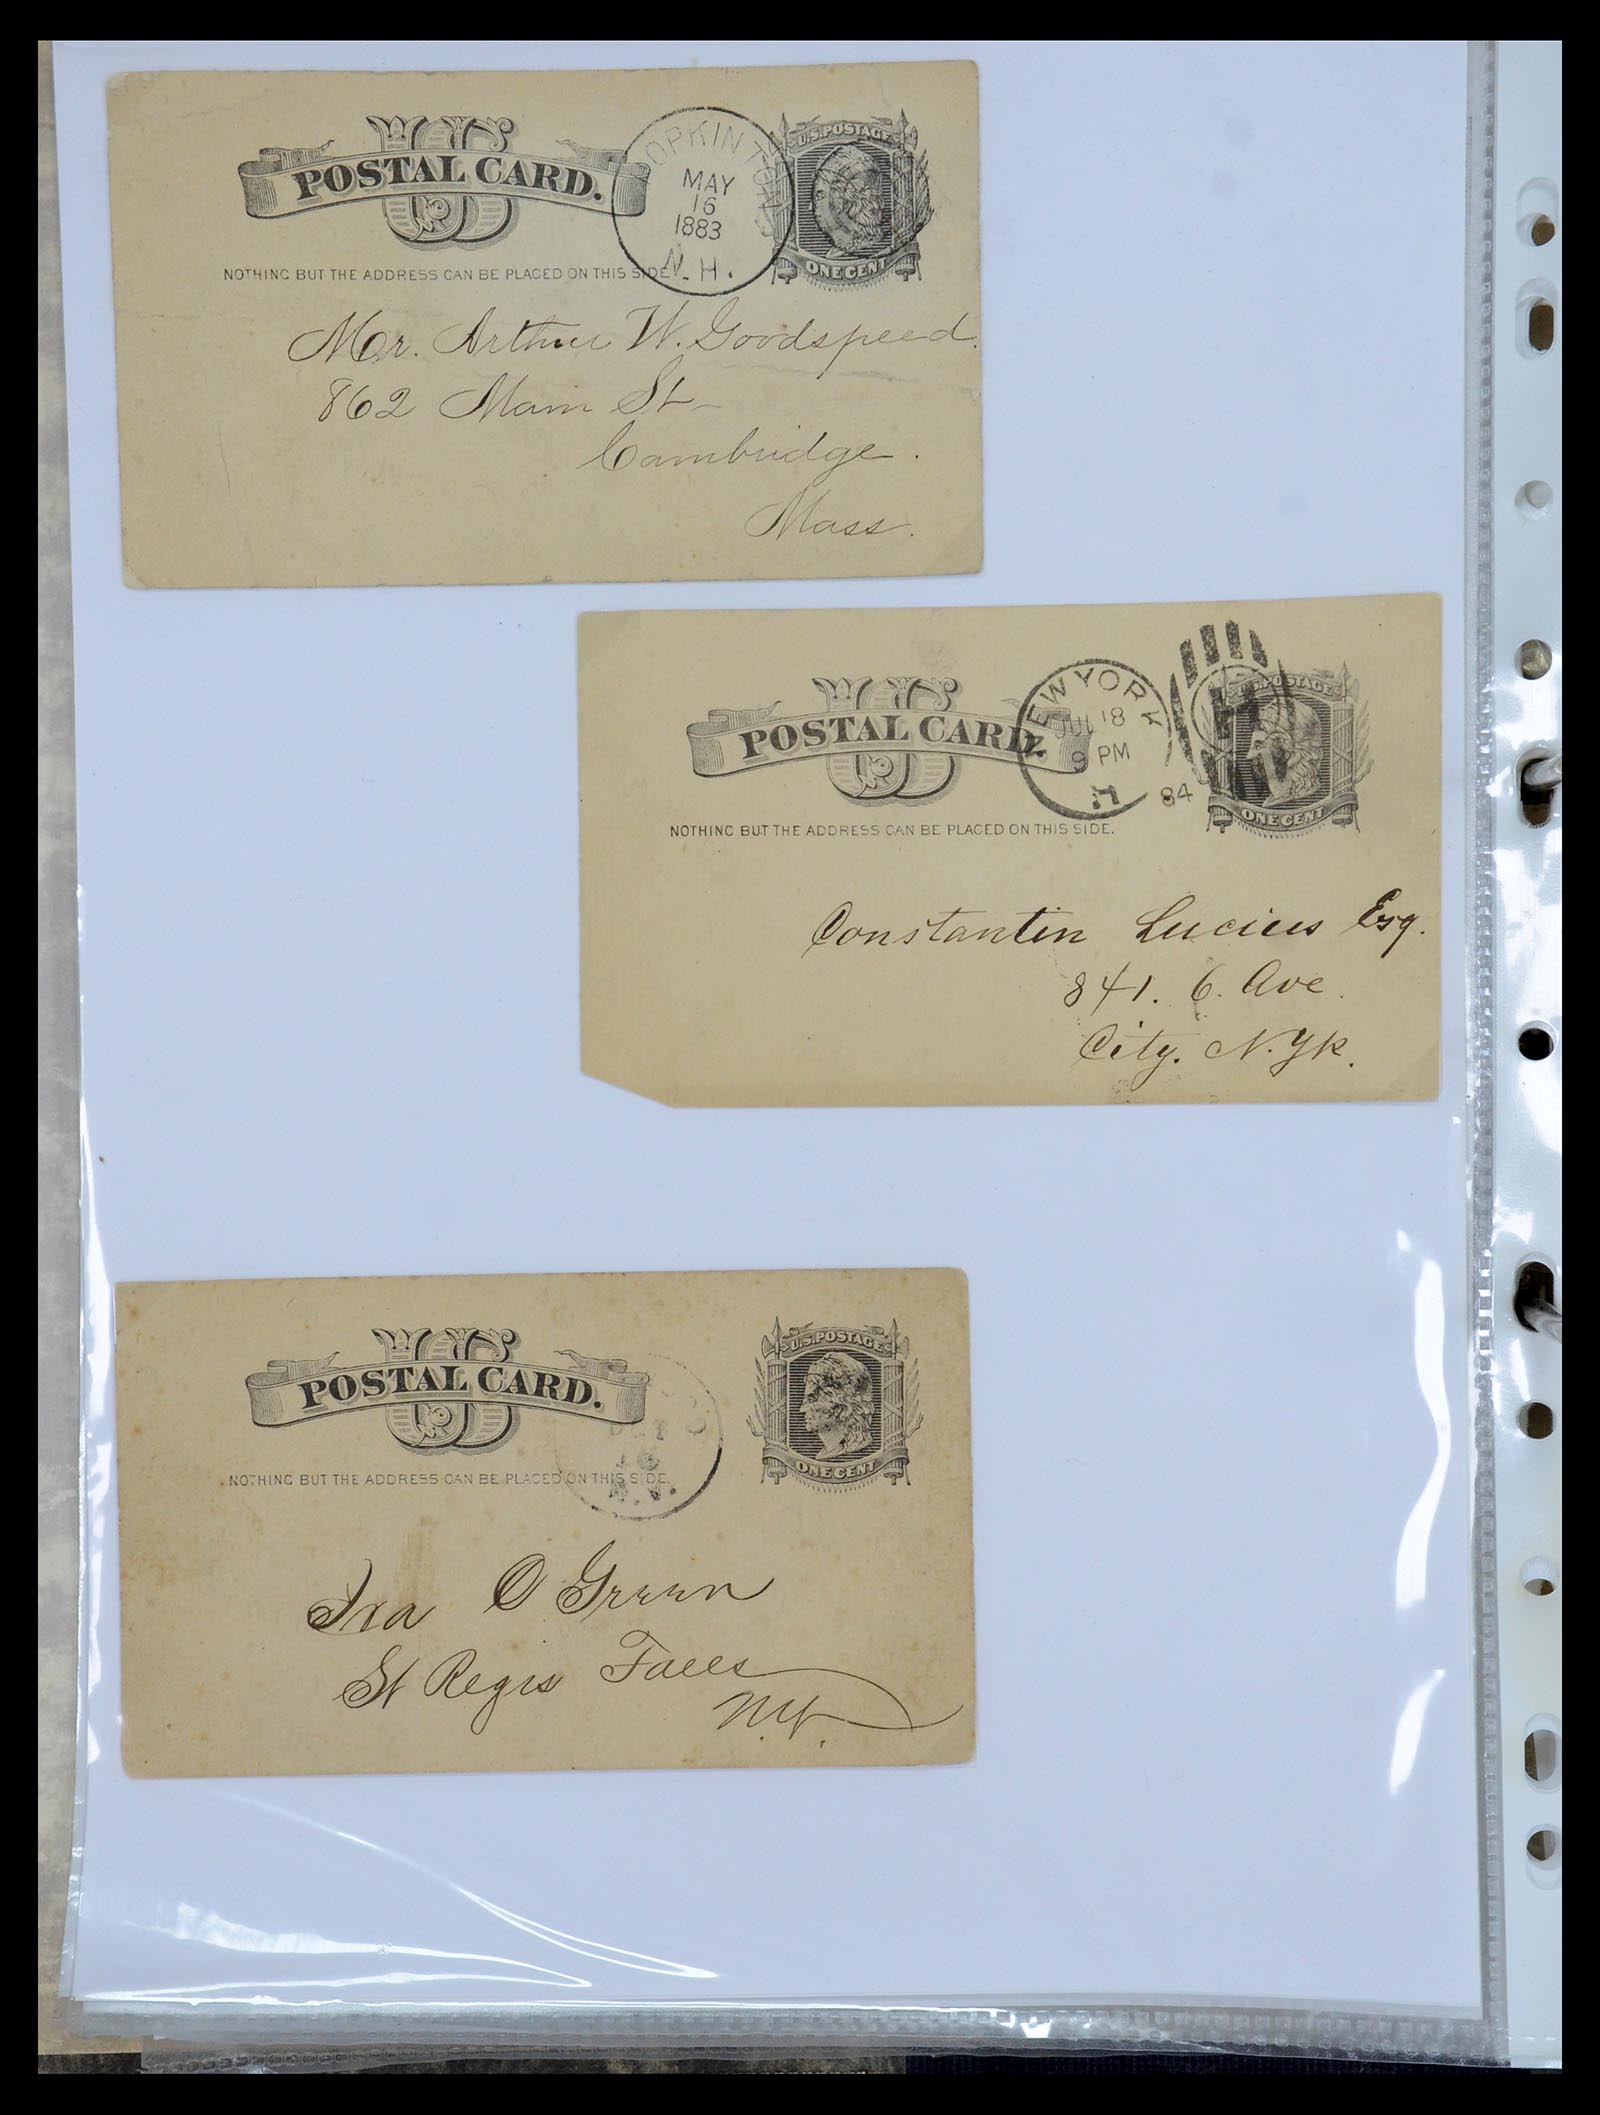 POSTAL CARD.
U.S.POSTAGE
ONE CENT
NOTHING BUT THE ADDRESS CAN BE PLACED ON THIS SIDE.
OPKINTON
MAY
16
1883
N.H.
Mr. Arthur W. Goodspeed.
862 Main St
Cambridge.
Mass.
POSTAL CARD.
U.S.POSTAGE
ONE CENT
NOTHING BUT THE ADDRESS CAN BE PLACED ON THIS SIDE.
NEW YORK
JUL 18
9 PM
84
Constantin Lucius Esq.
841. 6. Ave.
City. N.Yk.
POSTAL CARD.
U.S.POSTAGE
ONE CENT
NOTHING BUT THE ADDRESS CAN BE PLACED ON THIS SIDE.
OCT
N.Y.
Ira O Green
St Regis Falls
N.Y.